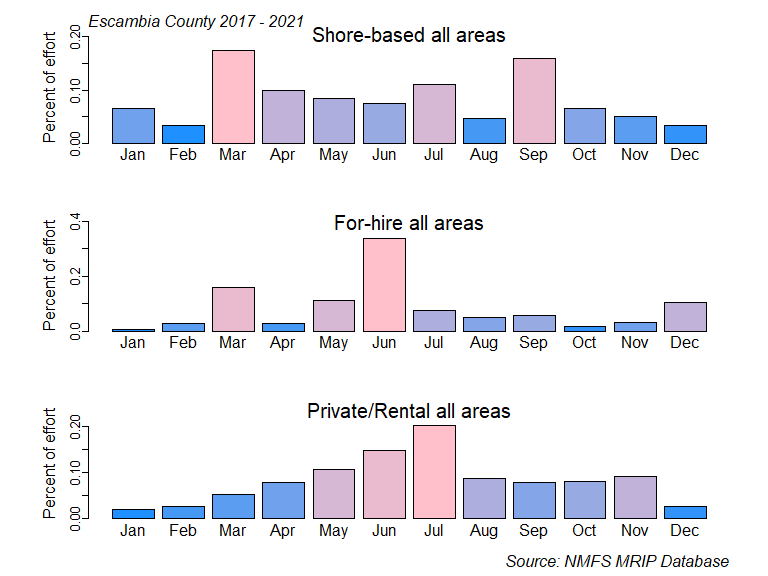 Escambia County 2017 - 2021
Shore-based all areas
Percent of effort
0.00 0.10 0.20
Jan Feb Mar Apr May Jun Jul Aug Sep Oct Nov Dec
For-hire all areas
Percent of effort
0.0 0.2 0.4
Jan Feb Mar Apr May Jun Jul Aug Sep Oct Nov Dec
Private/Rental all areas
Percent of effort
0.00 0.10 0.20
Jan Feb Mar Apr May Jun Jul Aug Sep Oct Nov Dec
Source: NMFS MRIP Database